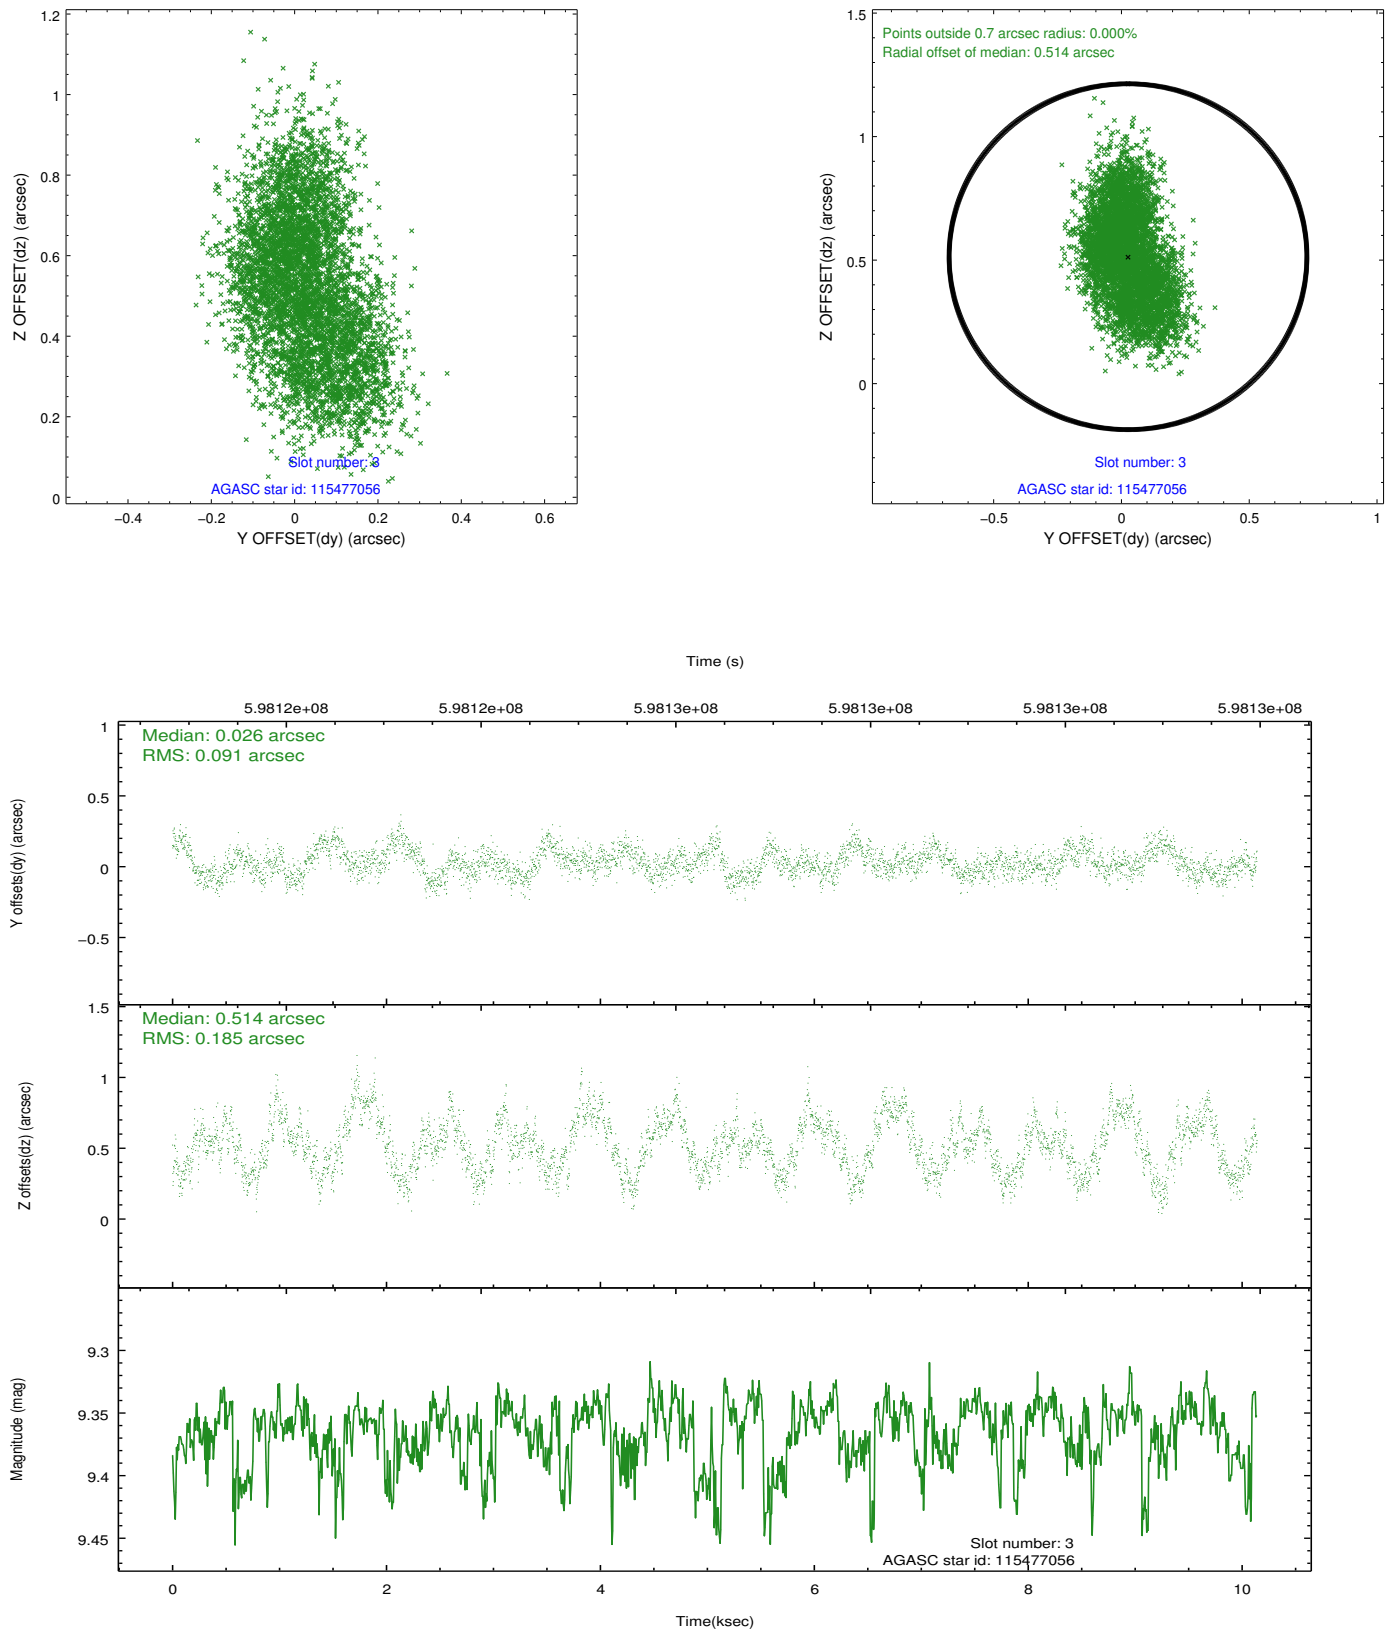 1.2
1
0.8
0.6
0.4
0.2
0
Z OFFSET(dz) (arcsec)
Slot number: 3
AGASC star id: 115477056
−0.4 −0.2 0 0.2 0.4 0.6
Y OFFSET(dy) (arcsec)
1.5
1
0.5
0
Z OFFSET(dz) (arcsec)
Points outside 0.7 arcsec radius: 0.000%
Radial offset of median: 0.514 arcsec
Slot number: 3
AGASC star id: 115477056
−0.5 0 0.5 1
Y OFFSET(dy) (arcsec)
Time (s)
5.9812e+08 5.9812e+08 5.9813e+08 5.9813e+08 5.9813e+08 5.9813e+08
1
0.5
0
−0.5
Y offsets(dy) (arcsec)
Median: 0.026 arcsec
RMS: 0.091 arcsec
1.5
1
0.5
0
Z offsets(dz) (arcsec)
Median: 0.514 arcsec
RMS: 0.185 arcsec
9.3
9.35
9.4
9.45
Magnitude (mag)
Slot number: 3
AGASC star id: 115477056
0 2 4 6 8 10
Time(ksec)